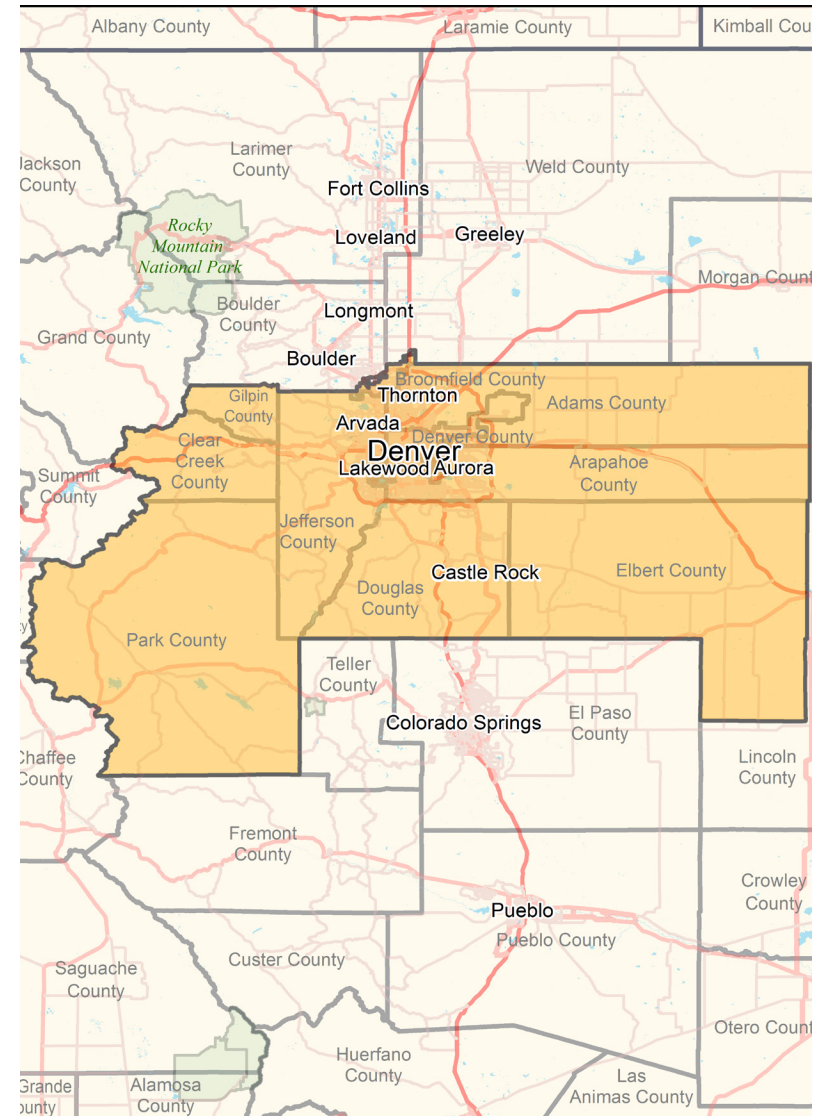 Albany County
Laramie County
Kimball Cou
Jackson
County
Larimer
County
Weld County
Fort Collins
Rocky
Mountain
National Park
Loveland
Greeley
Morgan Count
Boulder
County
Longmont
Grand County
Boulder
Broomfield County
Gilpin
County
Thornton
Adams County
Arvada
Denver County
Clear
Creek
County
Denver
Lakewood
Aurora
Arapahoe
County
Summit
County
Jefferson
County
Castle Rock
Elbert County
Douglas
County
Park County
ty
Teller
County
Colorado Springs
El Paso
County
Chaffee
County
Lincoln
County
Fremont
County
Crowley
County
Pueblo
Pueblo County
Custer County
Saguache
County
Otero Count
Huerfano
County
Las
Animas County
Grande
ounty
Alamosa
County